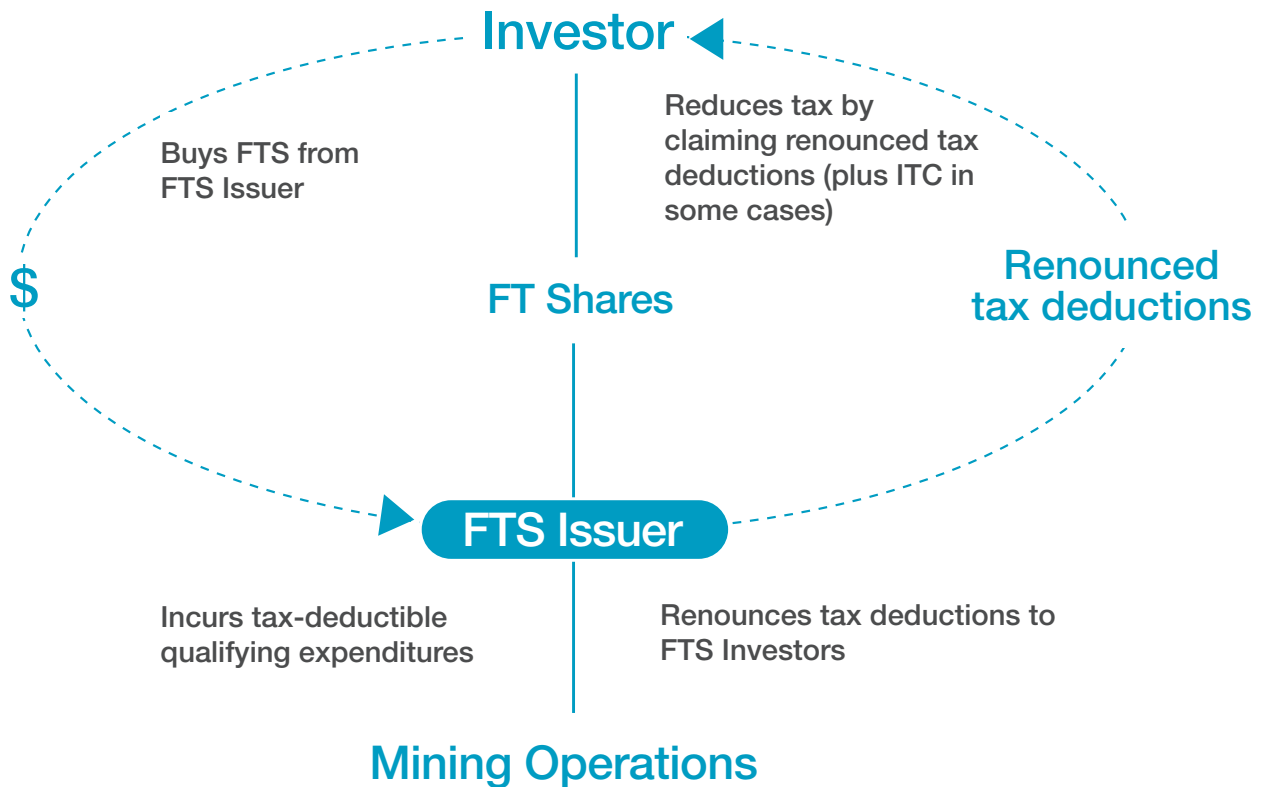 Investor
Buys FTS from
FTS Issuer
Reduces tax by
claiming renounced tax
deductions (plus ITC in
some cases)
$
FT Shares
Renounced
tax deductions
FTS Issuer
Incurs tax-deductible
qualifying expenditures
Renounces tax deductions to
FTS Investors
Mining Operations